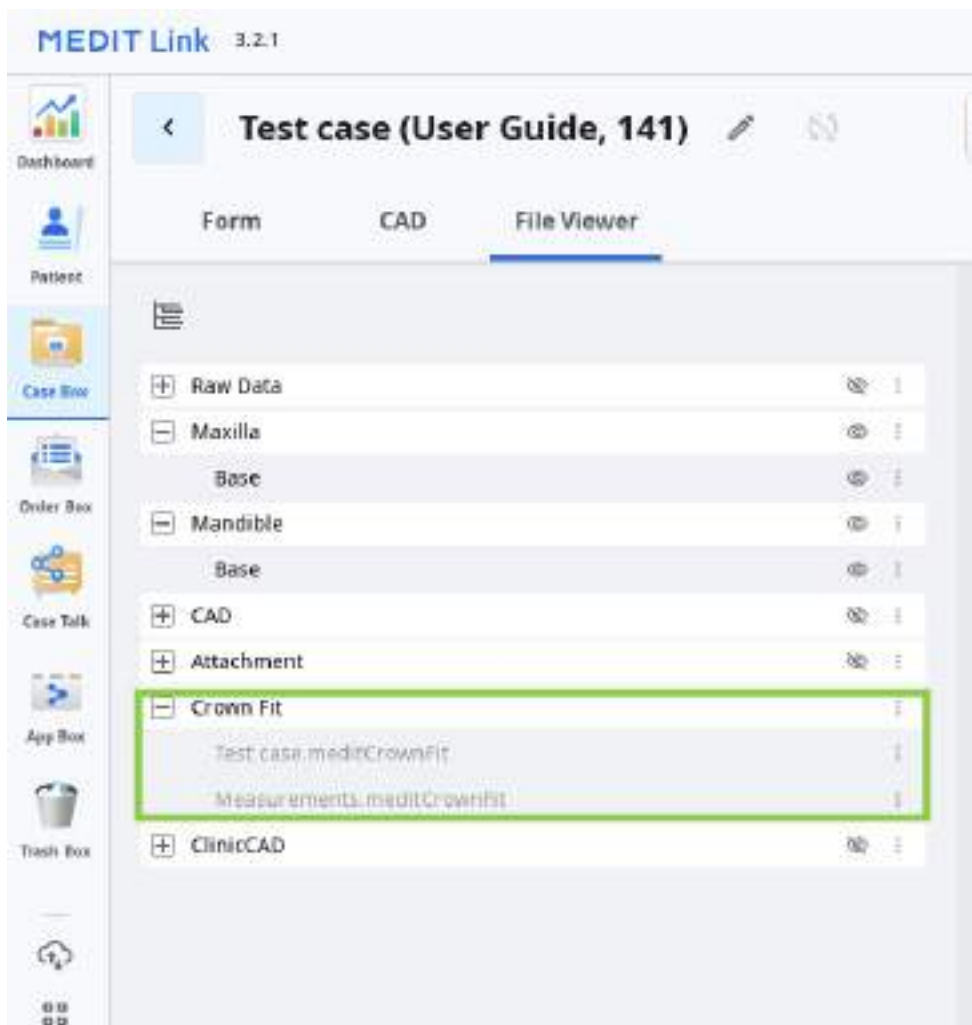 MEDIT Link 3.2.1
Dashboard
Test case (User Guide, 141)
Form CAD File Viewer
Patient
Case Box
Raw Data
Maxilla
Base
Mandible
Base
CAD
Attachment
Crown Fit
Test case.meditCrownFit
Measurements.meditCrownFit
ClinicCAD
Order Box
Case Talk
App Box
Trash Box